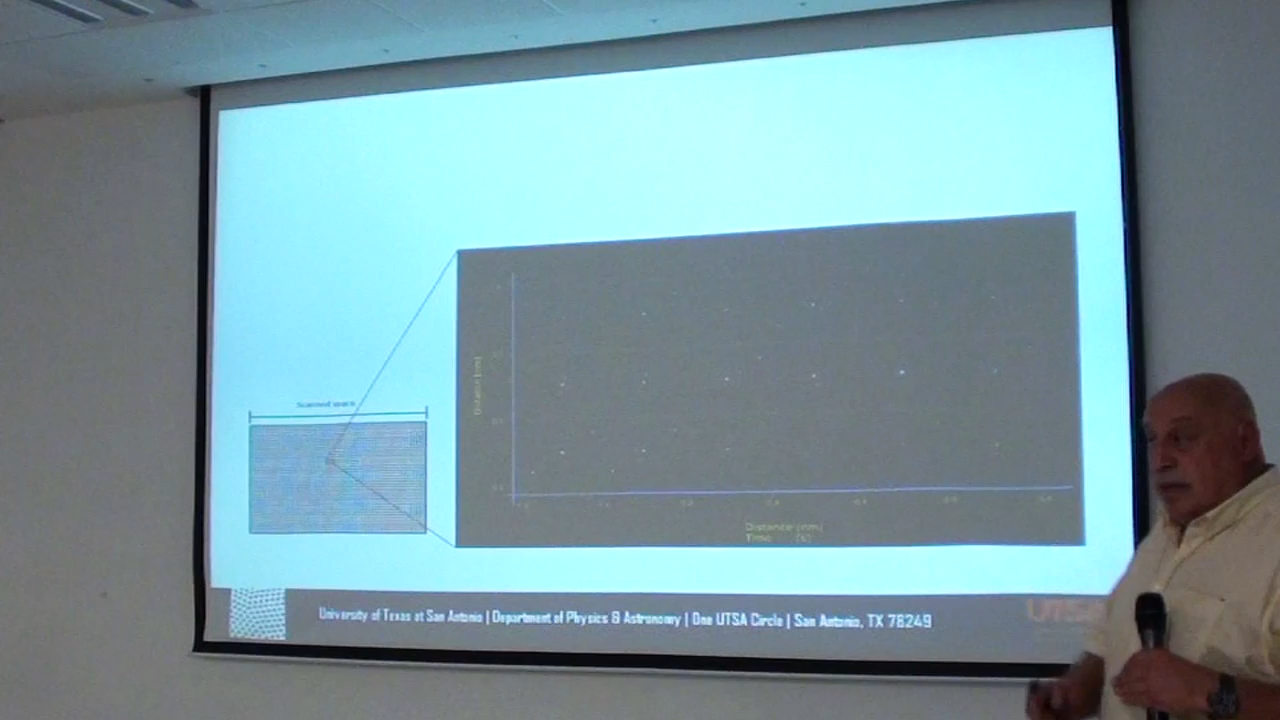 Scanned space
Distance [nm]
Distance [nm]
Time [s]
University of Texas at San Antonio | Department of Physics & Astronomy | One UTSA Circle | San Antonio, TX 78249
UTSA